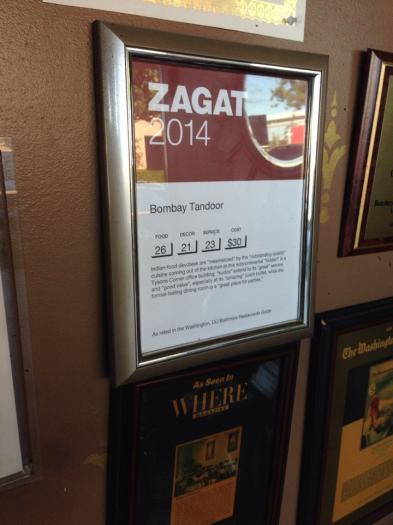 ZAGAT
2014
Bombay Tandoor
FOOD DECOR SERVICE COST
26 21 23 $30
Indian food devotees are "mesmerized" by the "outstanding quality"
cuisine coming out of the kitchen at this subcontinental "hidden" in a
Tysons Corner office building; "kudos" extend to its "great" service
and "good value", especially at its "amazing" lunch buffet, while the
formal feeling dining room is a "great place for parties."
As rated in the Washington, DC/Baltimore Restaurants Guide
As Seen In
WHERE
MAGAZINE
The Washington